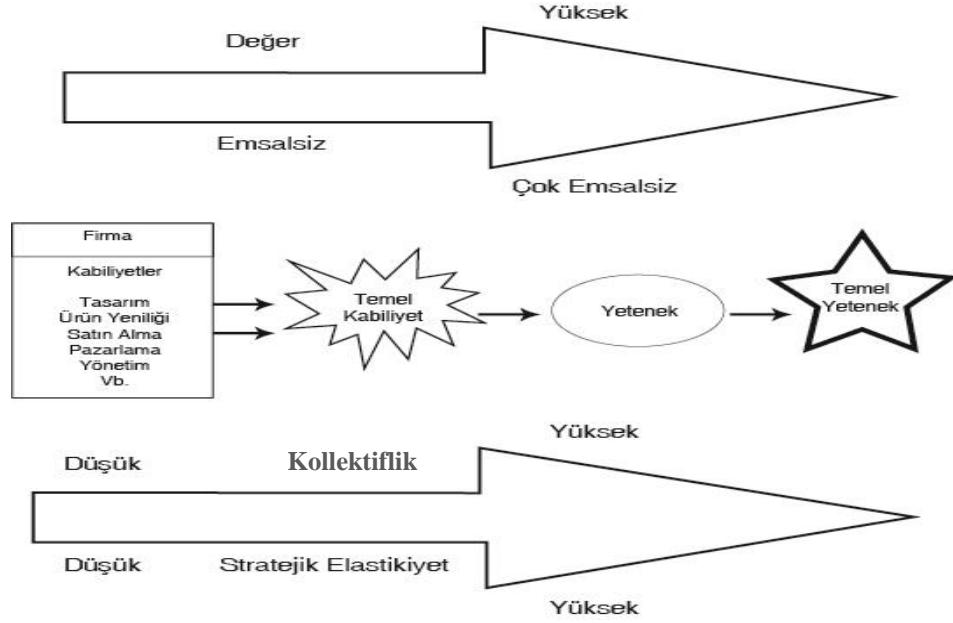 Yüksek
Değer
Emsalsiz
Çok Emsalsiz
Firma
Kabiliyetler
Tasarım
Ürün Yeniliği
Satın Alma
Pazarlama
Yönetim
Vb.
Temel
Kabiliyet
Yetenek
Temel
Yetenek
Yüksek
Düşük
Kollektiflik
Düşük
Stratejik Elastikiyet
Yüksek